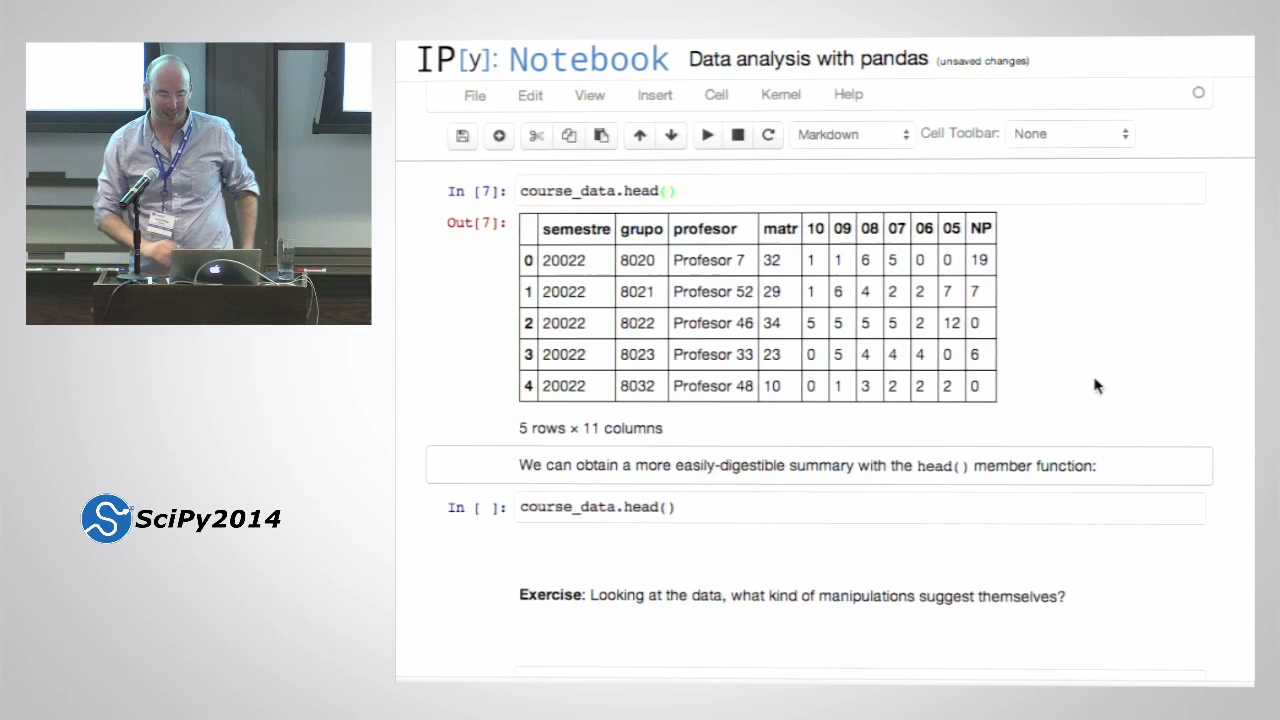 IP[y]: Notebook Data analysis with pandas (unsaved changes)
File Edit View Insert Cell Kernel Help
Markdown Cell Toolbar: None
In [7]: course_data.head()
Out[7]:
semestre grupo profesor matr 10 09 08 07 06 05 NP
0 20022 8020 Profesor 7 32 1 1 6 5 0 0 19
1 20022 8021 Profesor 52 29 1 6 4 2 2 7 7
2 20022 8022 Profesor 46 34 5 5 5 5 2 12 0
3 20022 8023 Profesor 33 23 0 5 4 4 4 0 6
4 20022 8032 Profesor 48 10 0 1 3 2 2 2 0
5 rows × 11 columns
We can obtain a more easily-digestible summary with the head() member function:
In [ ]: course_data.head()
Exercise: Looking at the data, what kind of manipulations suggest themselves?
SciPy2014